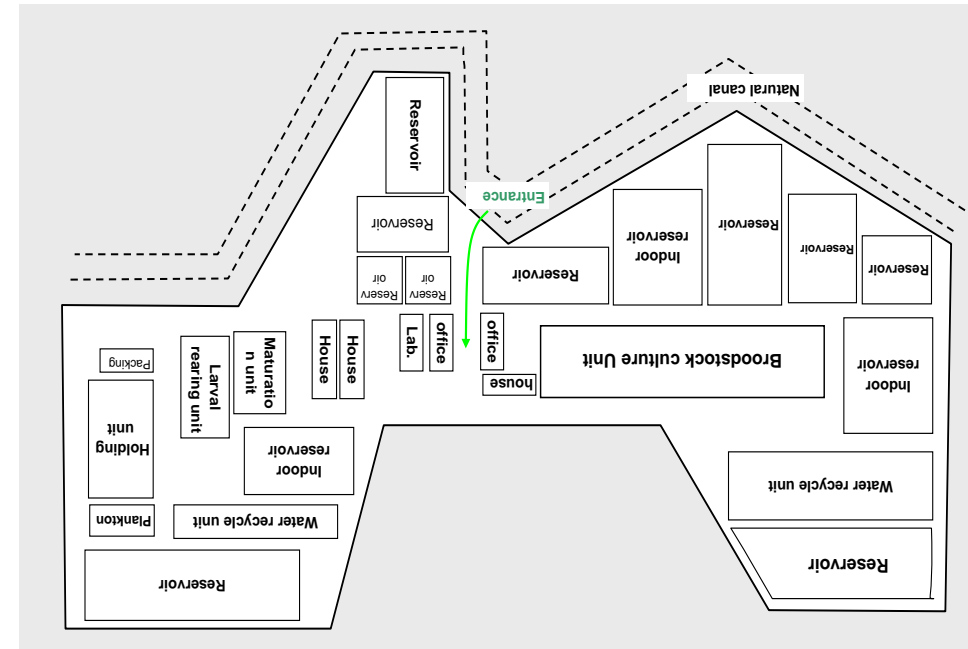 Natural canal
Reservoir
Entrance
Reservoir
Reserv
oir
Reserv
oir
Reservoir
Indoor
reservoir
Reservoir
Reservoir
Reservoir
Packing
Larval
rearing unit
Maturatio
n unit
House
House
Lab.
office
office
house
Broodstock culture Unit
Indoor
reservoir
Holding
unit
Indoor
reservoir
Water recycle unit
Plankton
Water recycle unit
Reservoir
Reservoir